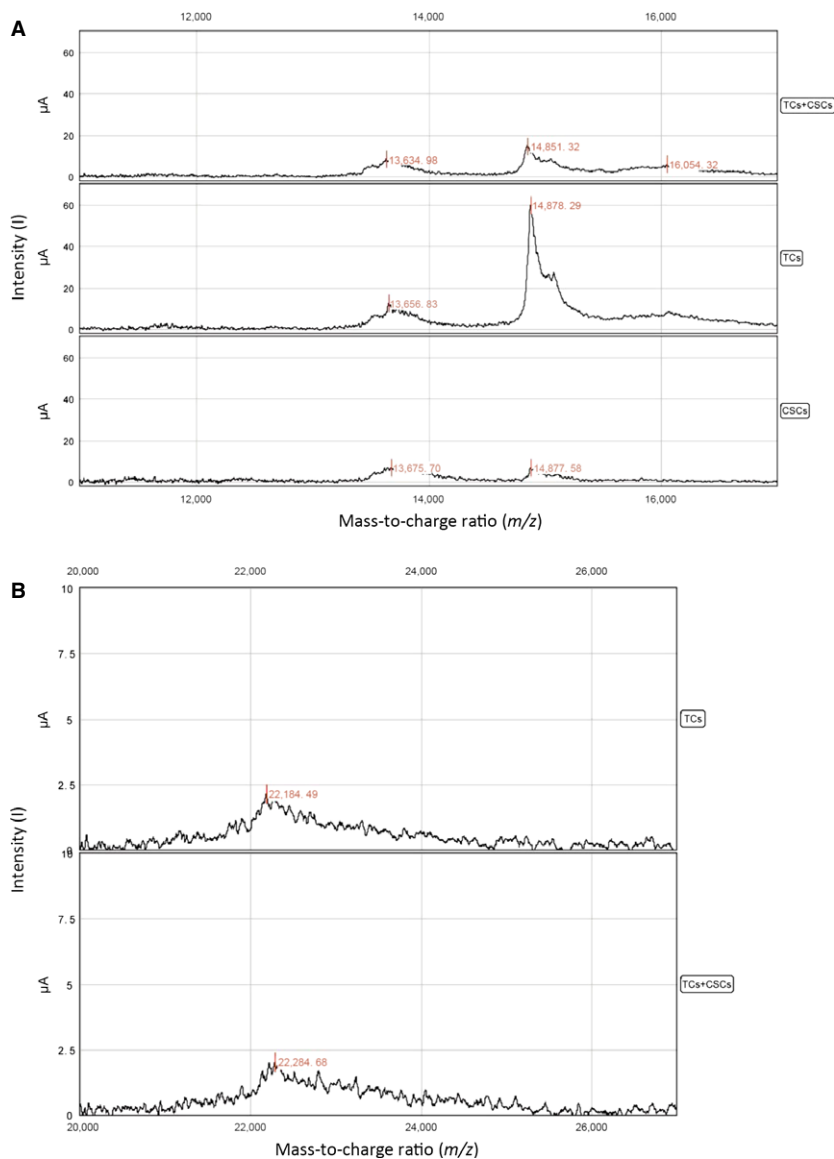 A
12,000 14,000 16,000
60
40
20
0
µA
13,634. 98
14,851. 32
16,054. 32
TCs+CSCs
Intensity (I)
60
40
20
0
µA
13,656. 83
14,878. 29
TCs
60
40
20
0
µA
13,675. 70
14,877. 58
CSCs
12,000 14,000 16,000
Mass-to-charge ratio (m/z)
B
20,000 22,000 24,000 26,000
10
7.5
5
2.5
0
µA
Intensity (I)
22,184. 49
TCs
10
7.5
5
2.5
0
µA
Intensity (I)
22,284. 68
TCs+CSCs
20,000 22,000 24,000 26,000
Mass-to-charge ratio (m/z)